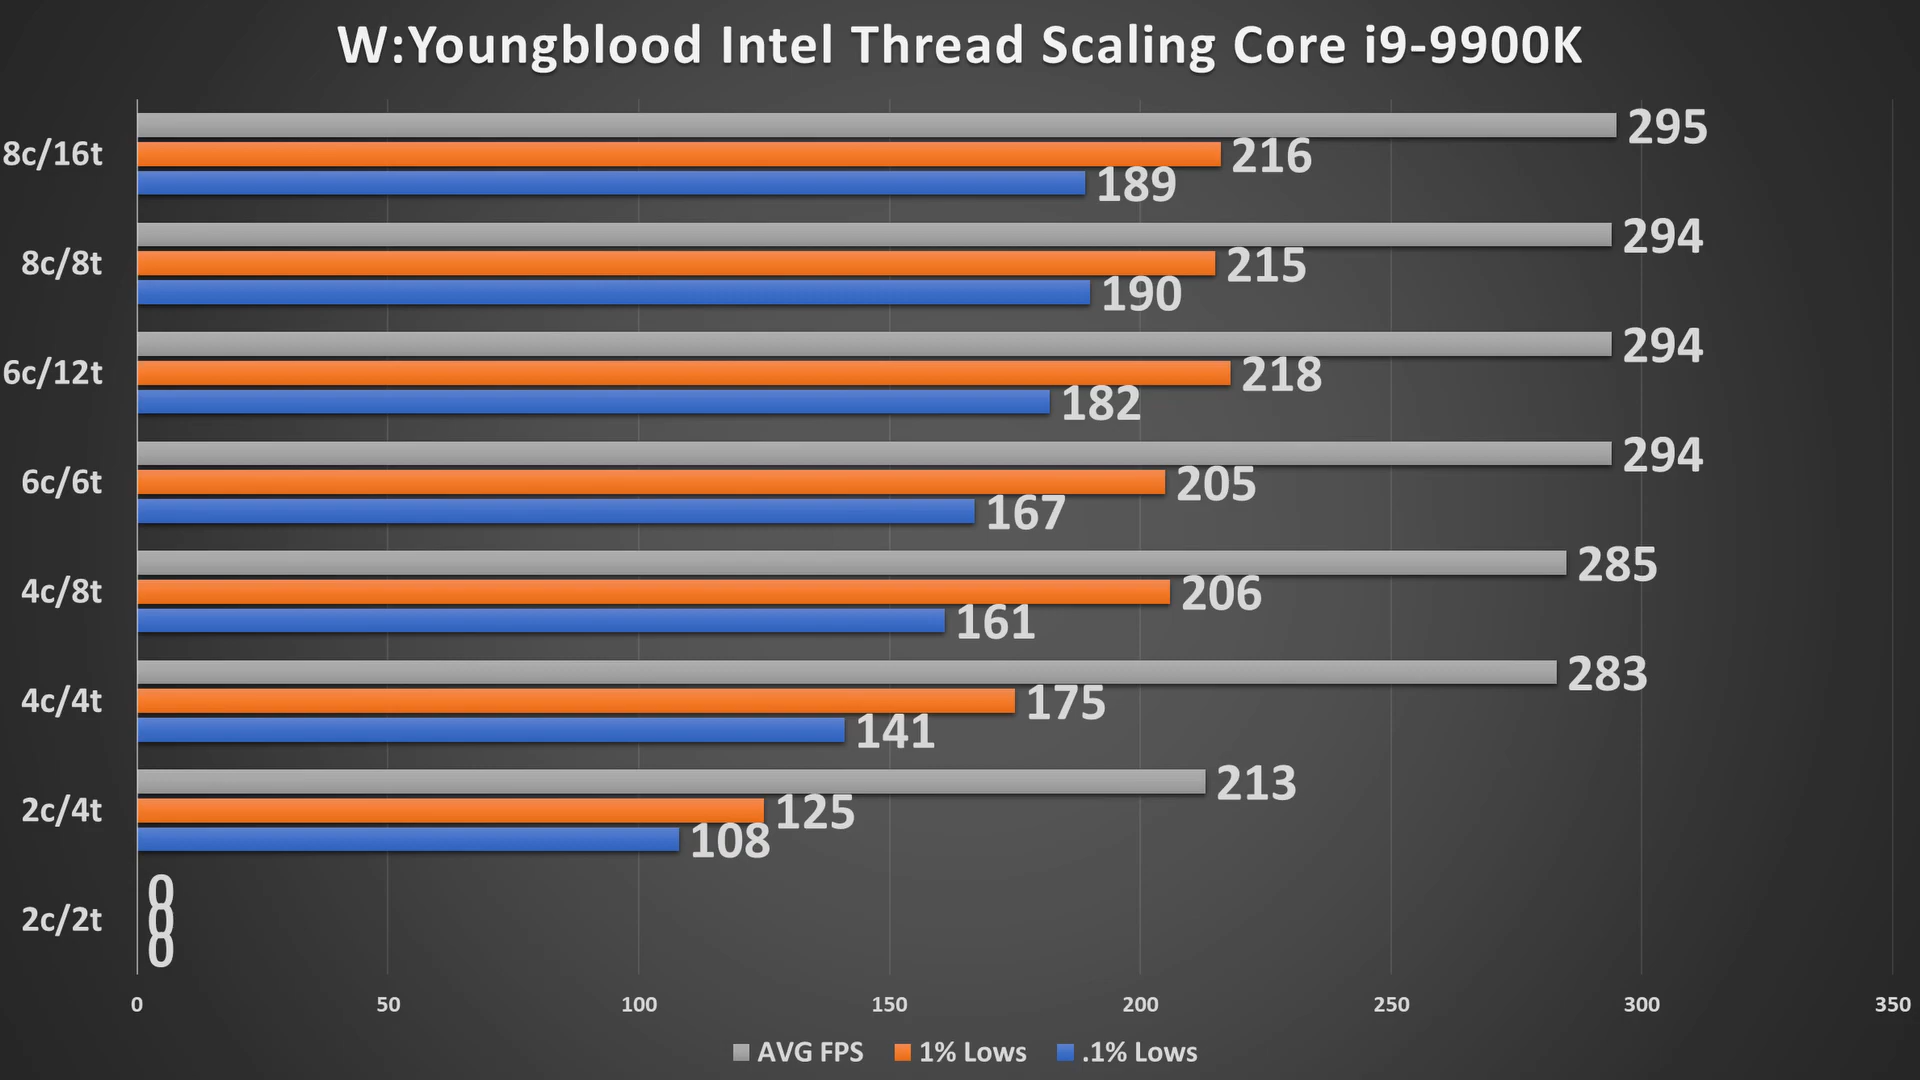 W:Youngblood Intel Thread Scaling Core i9-9900K
295
8c/16t
216
189
294
8c/8t
215
190
294
6c/12t
218
182
294
6c/6t
205
167
285
4c/8t
206
161
283
4c/4t
175
141
213
2c/4t
125
108
0
2c/2t
0
0
0 50 100 150 200 250 300 350
AVG FPS 1% Lows .1% Lows